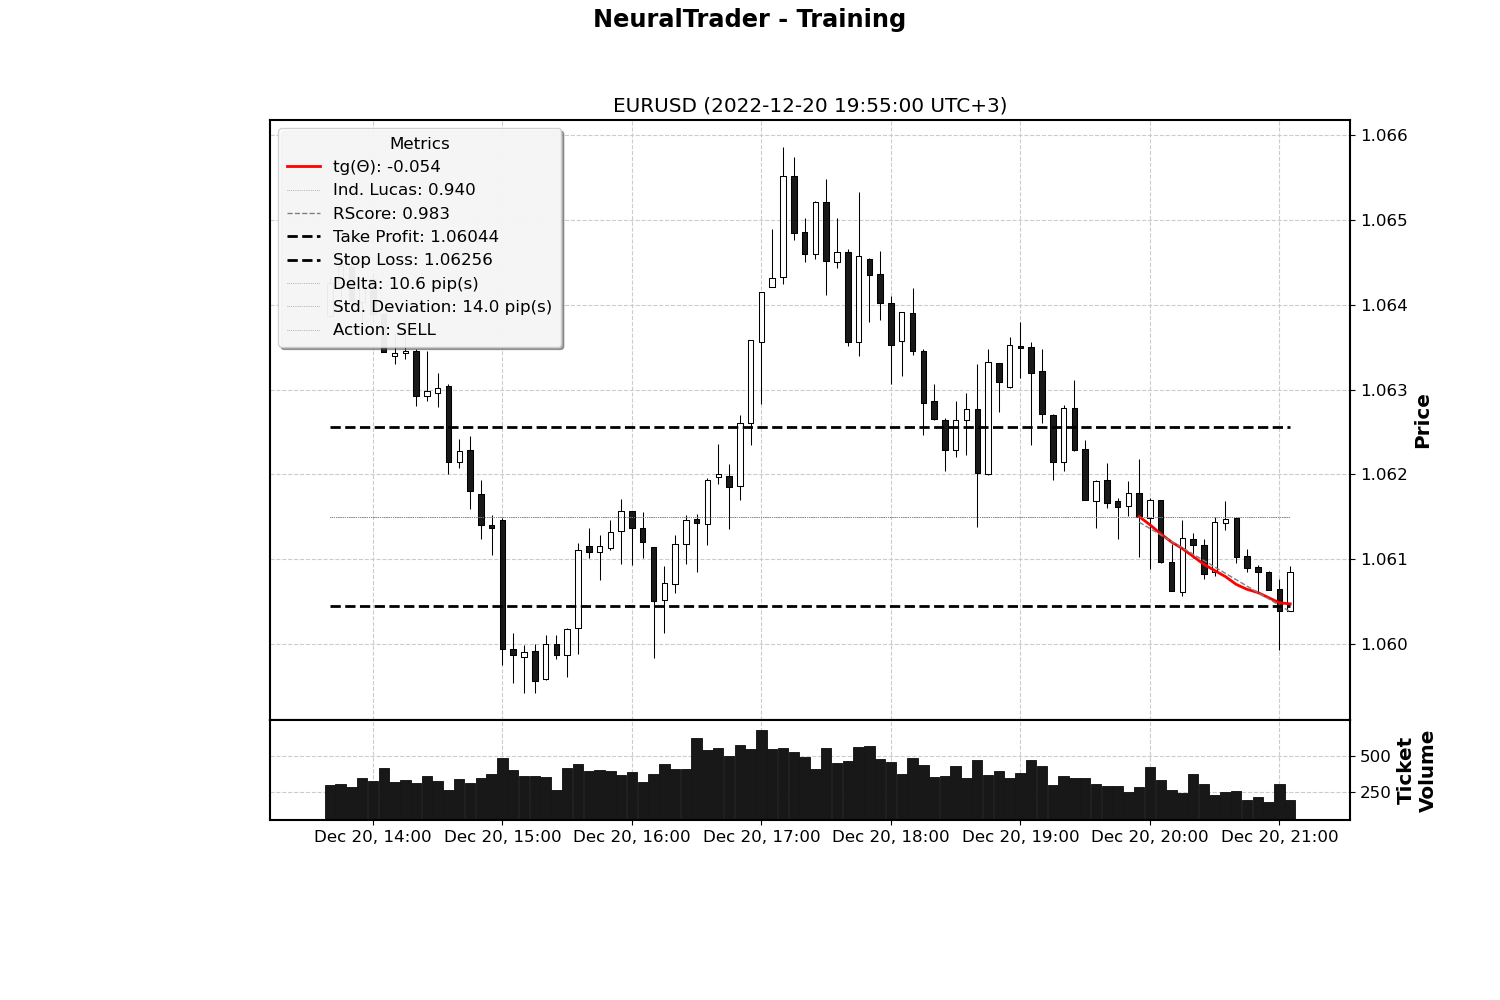 NeuralTrader - Training
EURUSD (2022-12-20 19:55:00 UTC+3)
Metrics
tg(Θ): -0.054
Ind. Lucas: 0.940
RScore: 0.983
Take Profit: 1.06044
Stop Loss: 1.06256
Delta: 10.6 pip(s)
Std. Deviation: 14.0 pip(s)
Action: SELL
1.066
1.065
1.064
1.063
1.062
1.061
1.060
Price
500
250
Ticket
Volume
Dec 20, 14:00 Dec 20, 15:00 Dec 20, 16:00 Dec 20, 17:00 Dec 20, 18:00 Dec 20, 19:00 Dec 20, 20:00 Dec 20, 21:00